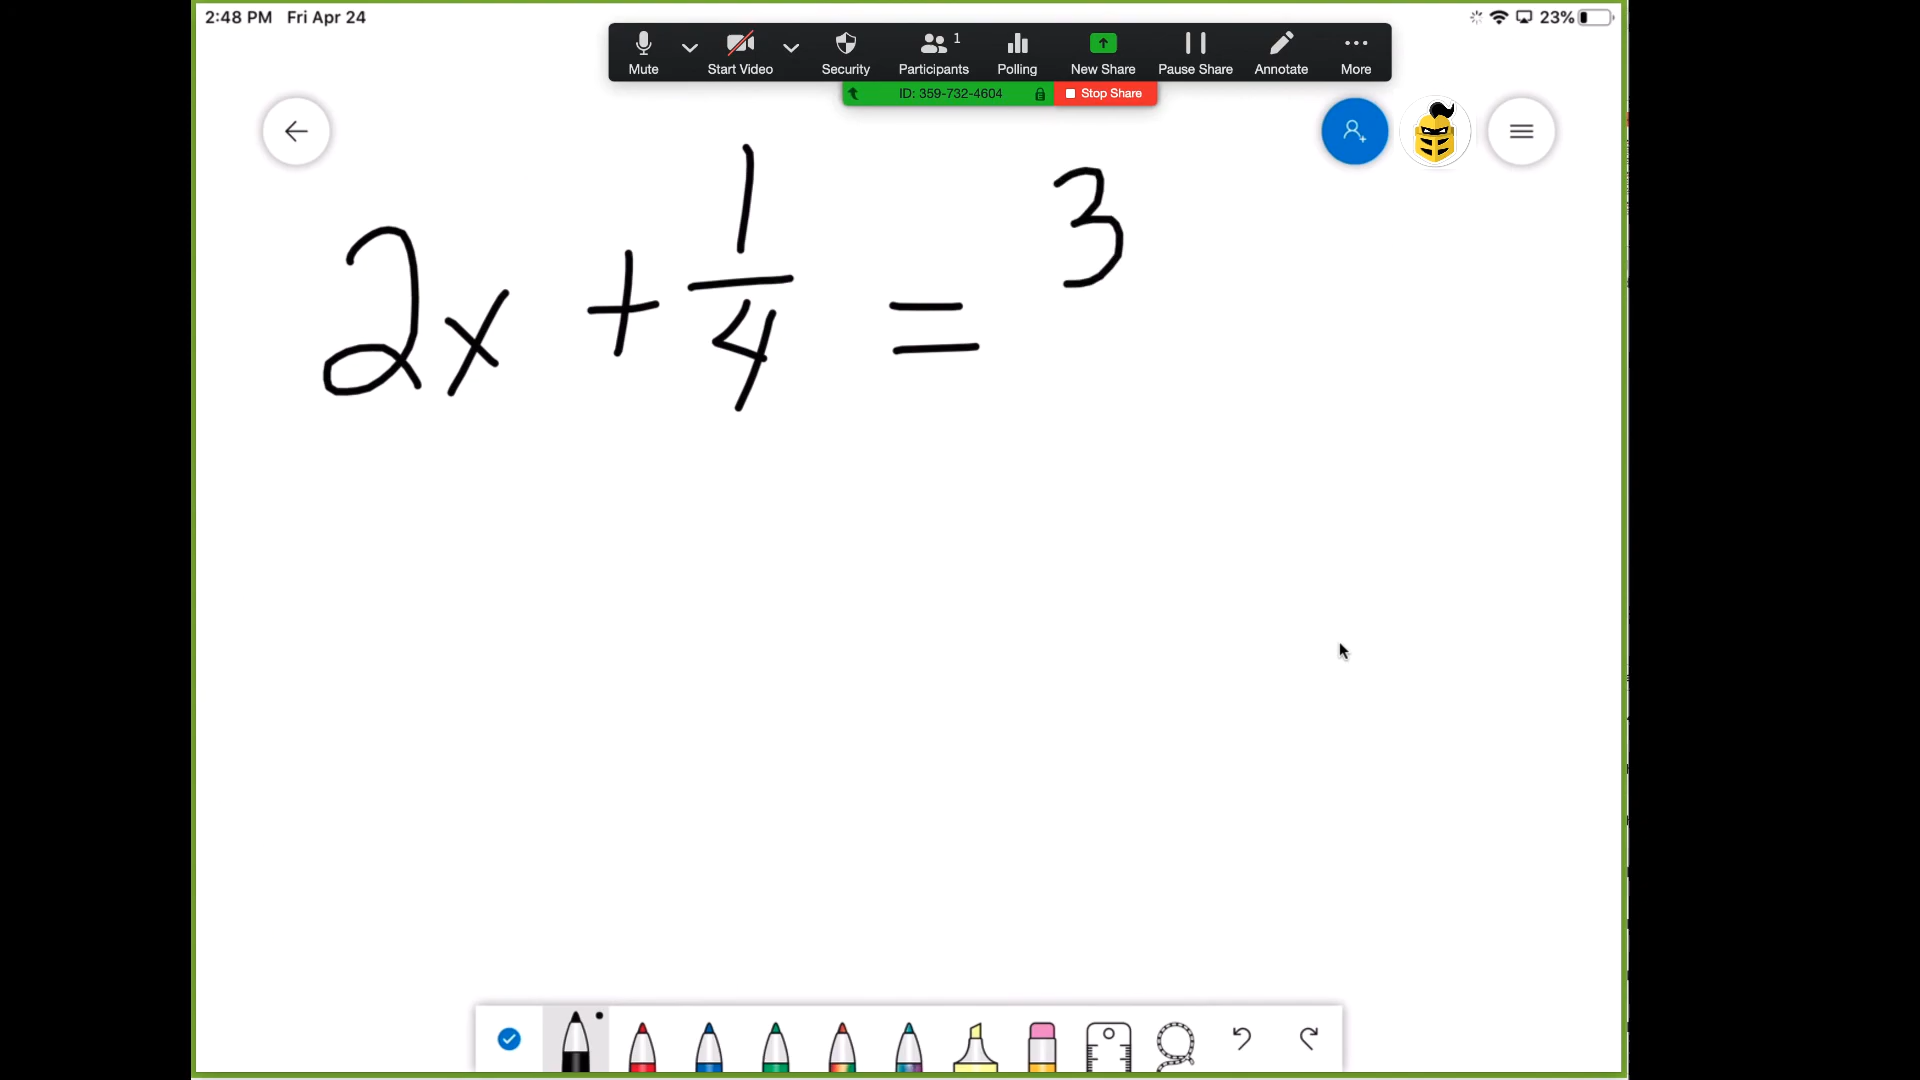 2:48 PM Fri Apr 24 23%
Mute Start Video Security Participants 1 Polling New Share Pause Share Annotate More
ID: 359-732-4604 Stop Share
2x + 1/4 = 3